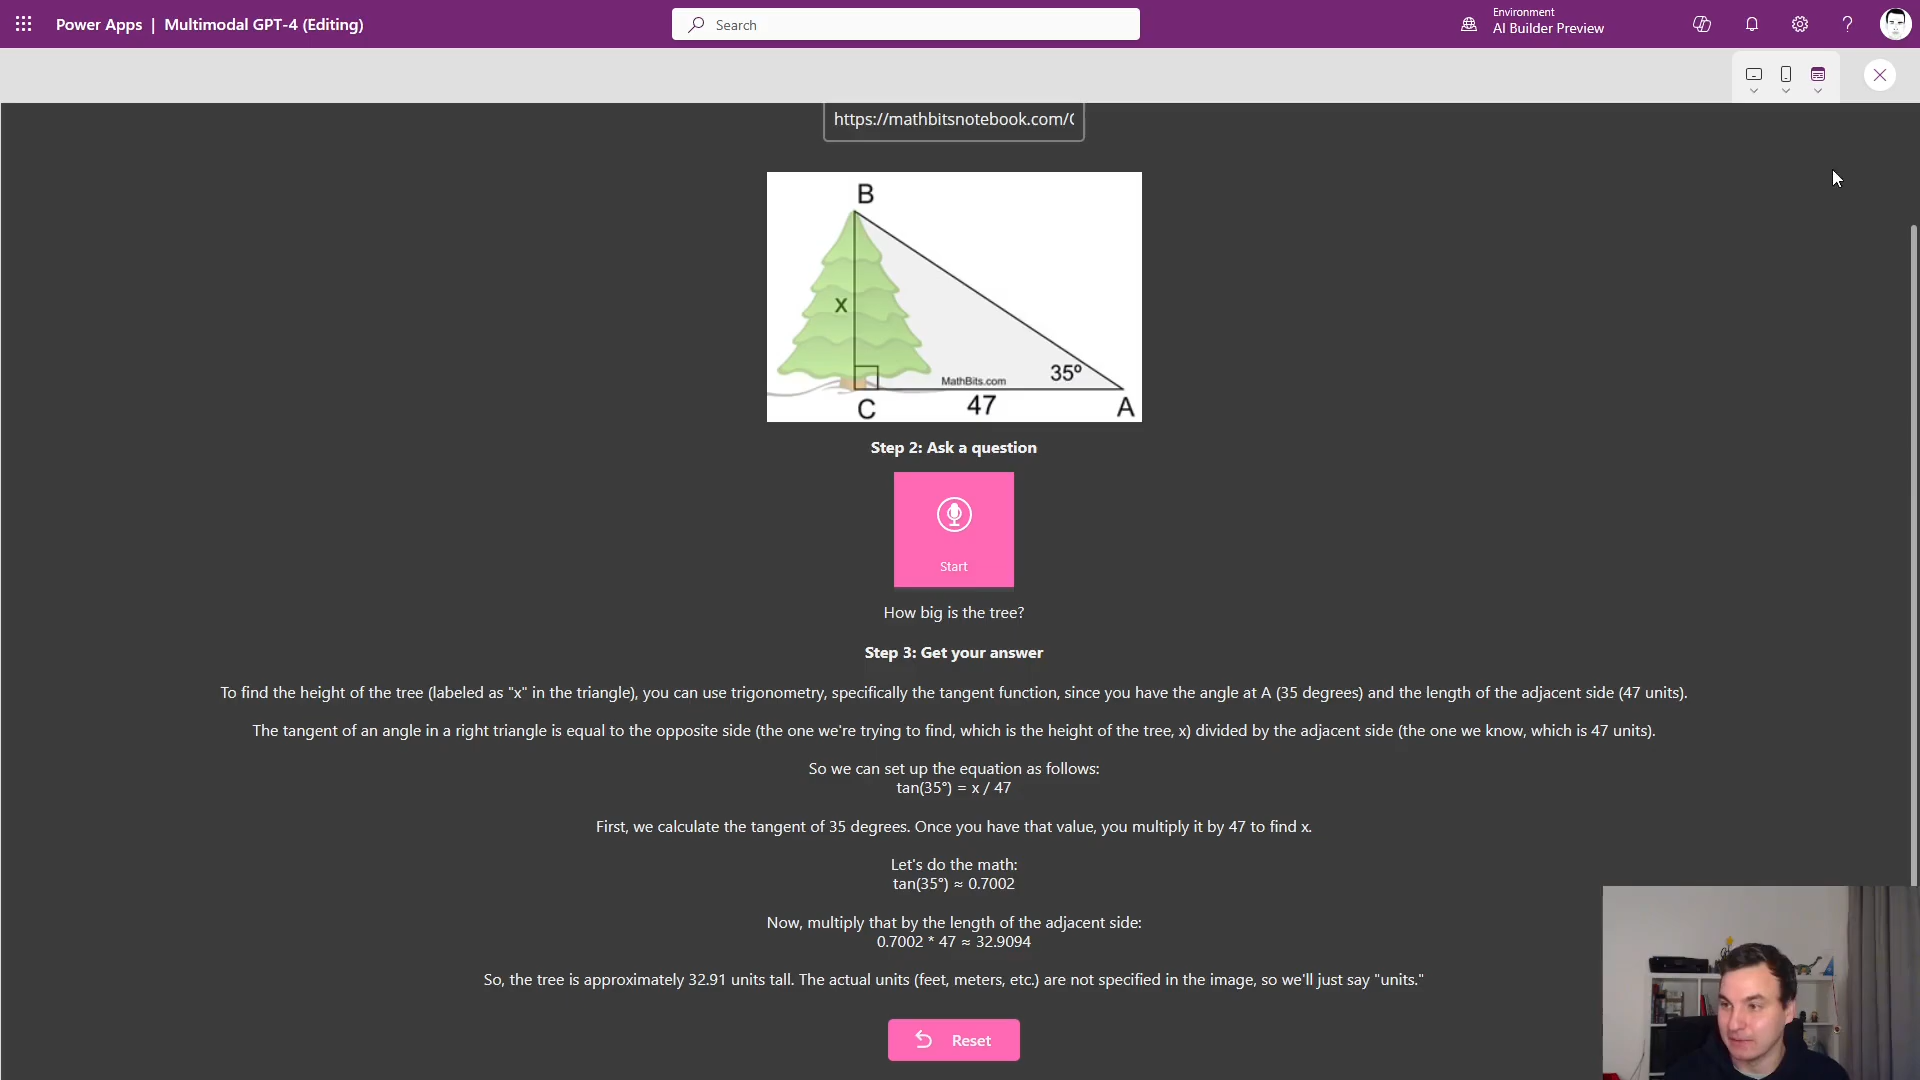 Power Apps | Multimodal GPT-4 (Editing)
Search
Environment
AI Builder Preview
https://mathbitsnotebook.com/
B
x
35º
MathBits.com
C
47
A
Step 2: Ask a question
Start
How big is the tree?
Step 3: Get your answer
To find the height of the tree (labeled as "x" in the triangle), you can use trigonometry, specifically the tangent function, since you have the angle at A (35 degrees) and the length of the adjacent side (47 units).
The tangent of an angle in a right triangle is equal to the opposite side (the one we're trying to find, which is the height of the tree, x) divided by the adjacent side (the one we know, which is 47 units).
So we can set up the equation as follows:
tan(35°) = x / 47
First, we calculate the tangent of 35 degrees. Once you have that value, you multiply it by 47 to find x.
Let's do the math:
tan(35°) ≈ 0.7002
Now, multiply that by the length of the adjacent side:
0.7002 * 47 ≈ 32.9094
So, the tree is approximately 32.91 units tall. The actual units (feet, meters, etc.) are not specified in the image, so we'll just say "units."
Reset